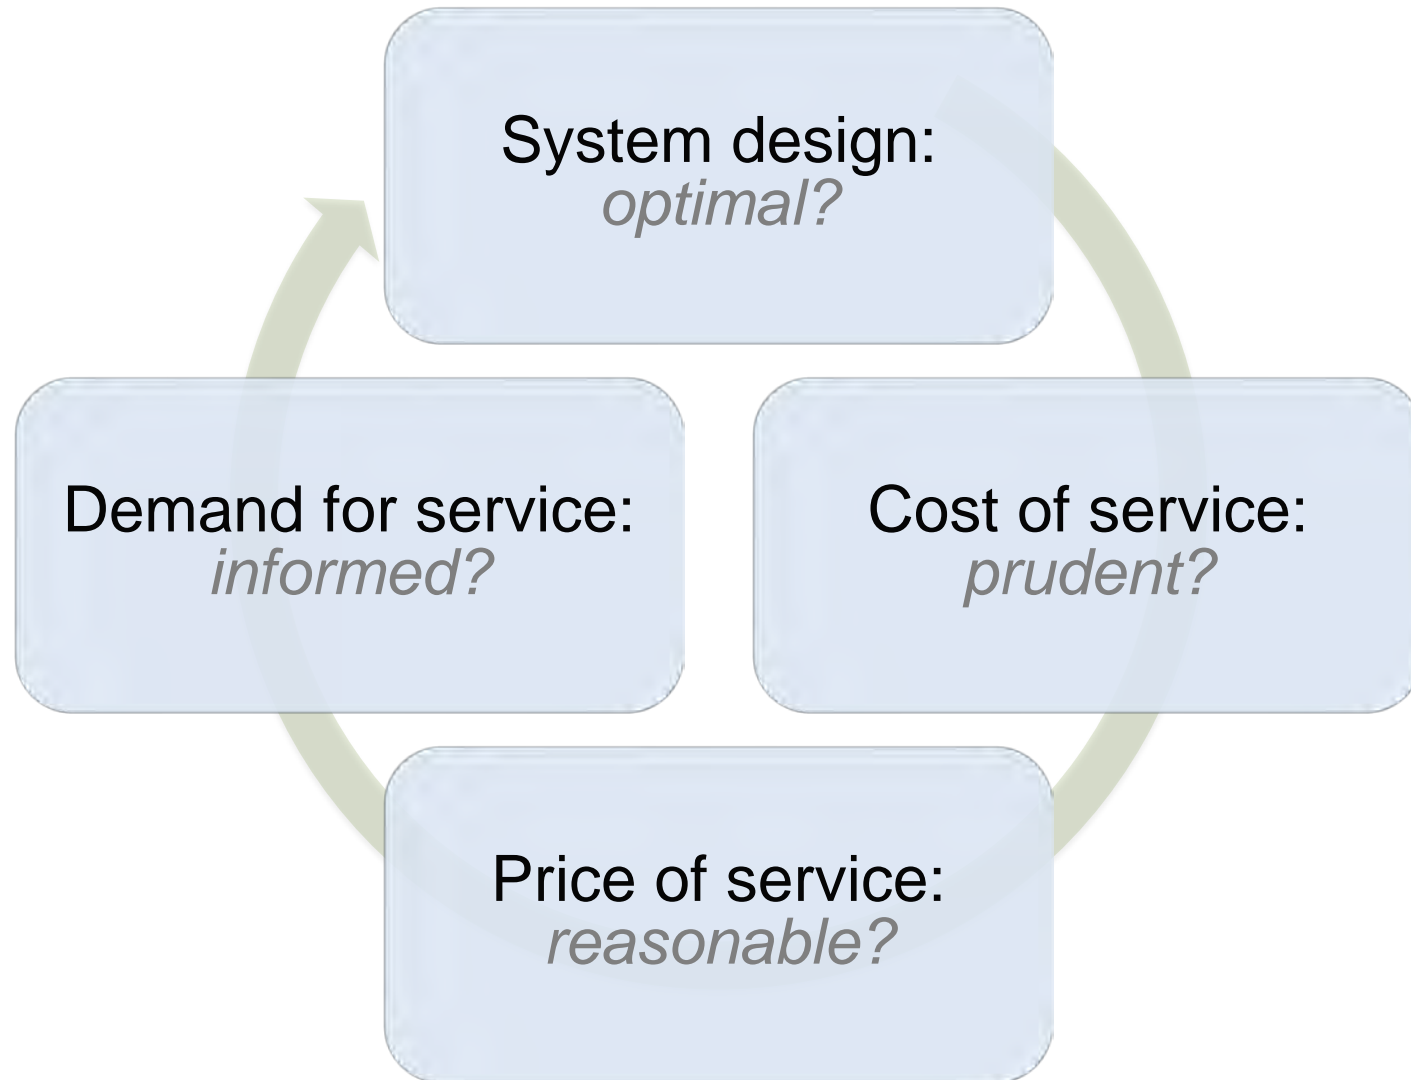 System design:
optimal?
Demand for service:
informed?
Cost of service:
prudent?
Price of service:
reasonable?